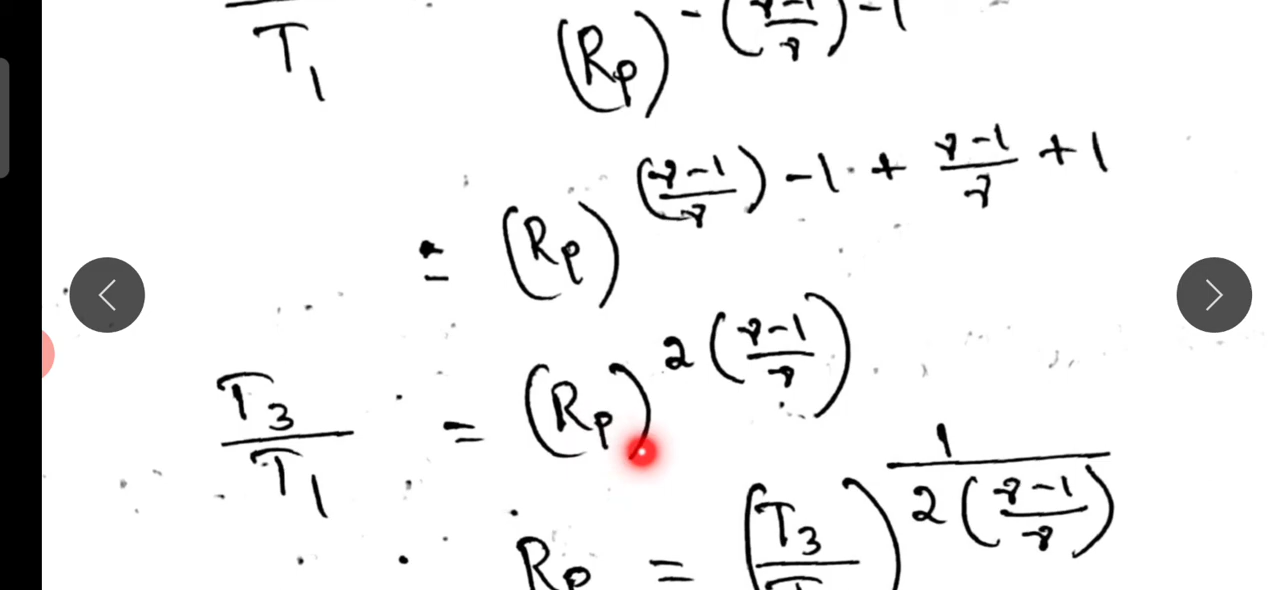 T₁ (Rp)^(-((γ-1)/γ)-1)
= (Rp)^(((γ-1)/γ) - 1 + (γ-1)/γ + 1)
T₃/T₁ = (Rp)^(2((γ-1)/γ))
Rp = (T₃/T)^(1/(2((γ-1)/γ)))